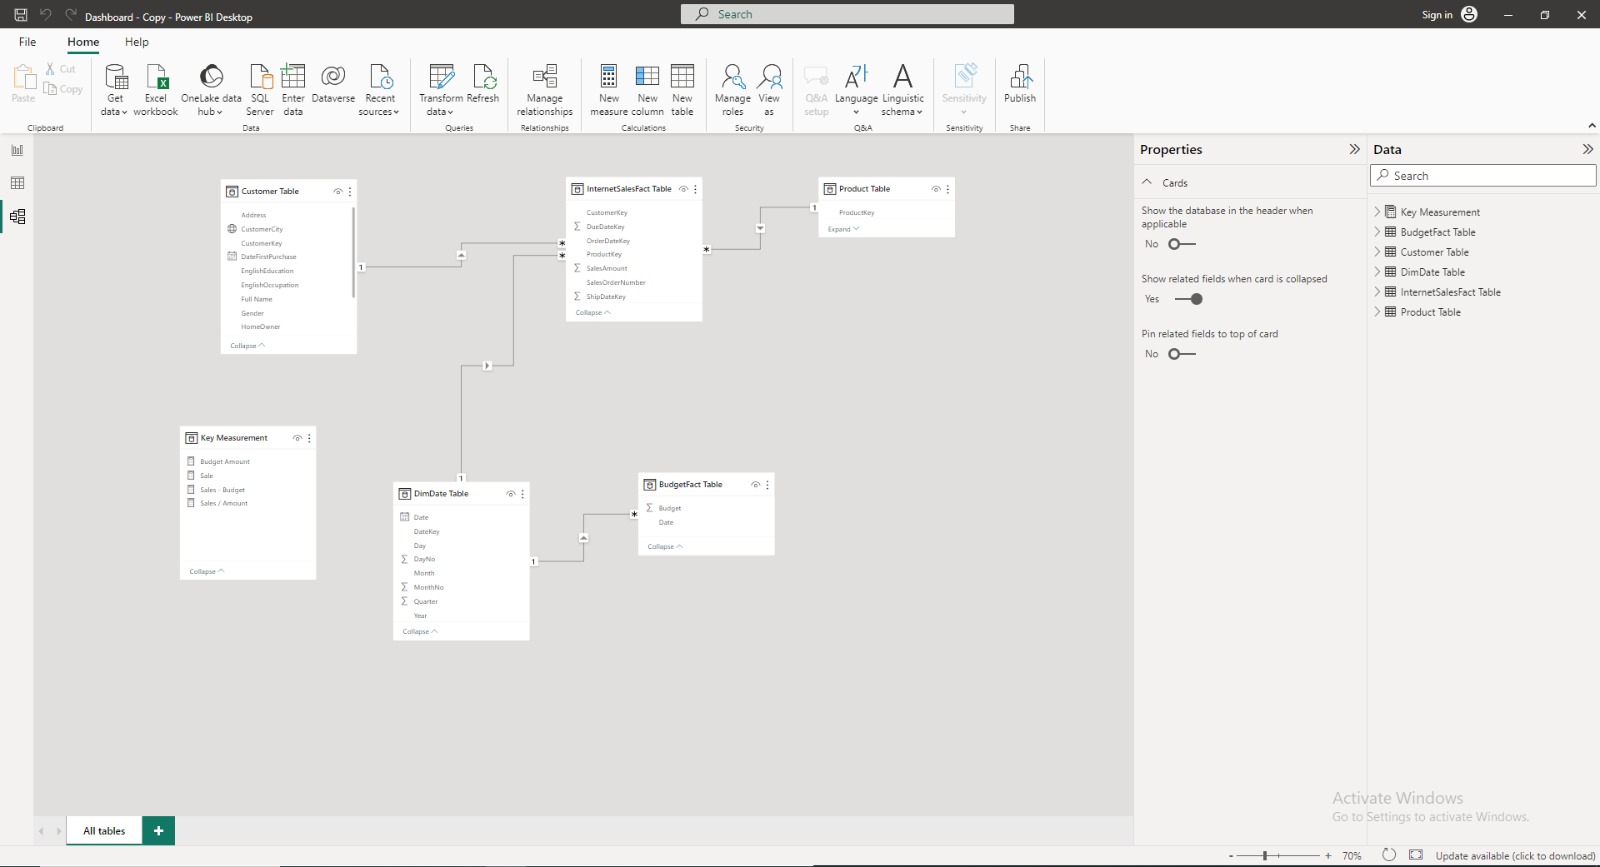 Dashboard - Copy - Power BI Desktop
Search
Sign in
File
Home
Help
Paste
Cut
Copy
Clipboard
Get data
Excel workbook
OneLake data hub
SQL Server
Enter data
Dataverse
Recent sources
Data
Transform data
Refresh
Queries
Manage relationships
Relationships
New measure
New column
New table
Calculations
Manage roles
View as
Security
Q&A setup
Language
Linguistic schema
Q&A
Sensitivity
Sensitivity
Publish
Share
Customer Table
Address
CustomerCity
CustomerKey
DateFirstPurchase
EnglishEducation
EnglishOccupation
Full Name
Gender
HomeOwner
Collapse
1
*
*
InternetSalesFact Table
CustomerKey
DueDateKey
OrderDateKey
ProductKey
SalesAmount
SalesOrderNumber
ShipDateKey
Collapse
*
1
Product Table
ProductKey
Expand
Key Measurement
Budget Amount
Sale
Sales - Budget
Sales / Amount
Collapse
1
DimDate Table
Date
DateKey
Day
DayNo
Month
MonthNo
Quarter
Year
Collapse
1
*
BudgetFact Table
Budget
Date
Collapse
Properties
Cards
Show the database in the header when
applicable
No
Show related fields when card is collapsed
Yes
Pin related fields to top of card
No
Data
Search
Key Measurement
BudgetFact Table
Customer Table
DimDate Table
InternetSalesFact Table
Product Table
Activate Windows
Go to Settings to activate Windows.
All tables
+
- + 70%
Update available (click to download)